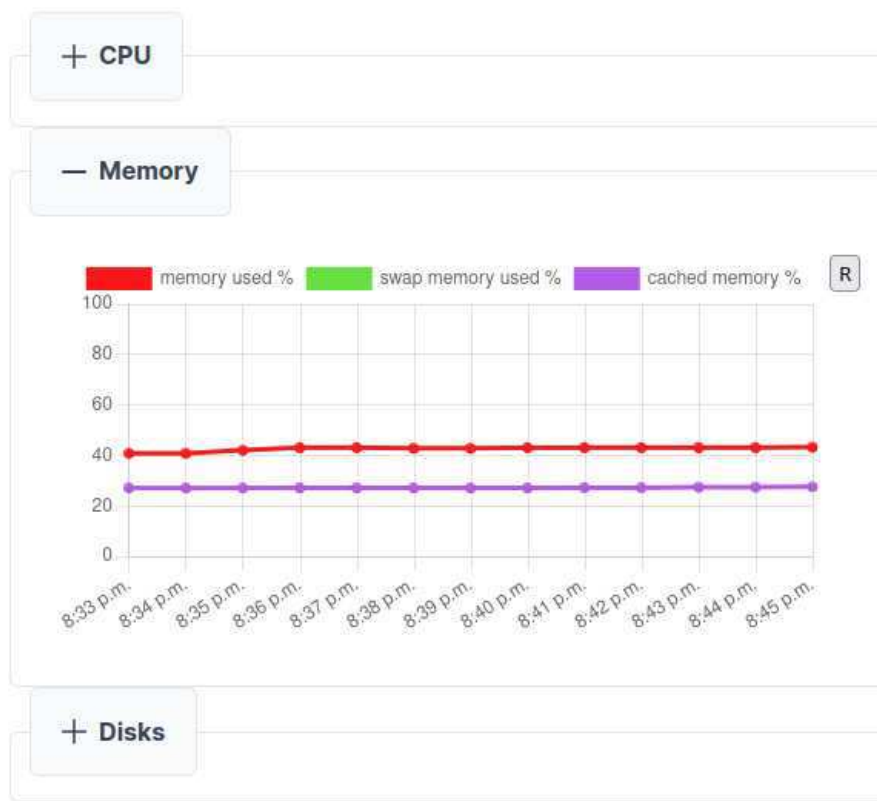 + CPU
− Memory
memory used % swap memory used % cached memory % R
100
80
60
40
20
0
8:33 p.m. 8:34 p.m. 8:35 p.m. 8:36 p.m. 8:37 p.m. 8:38 p.m. 8:39 p.m. 8:40 p.m. 8:41 p.m. 8:42 p.m. 8:43 p.m. 8:44 p.m. 8:45 p.m.
+ Disks